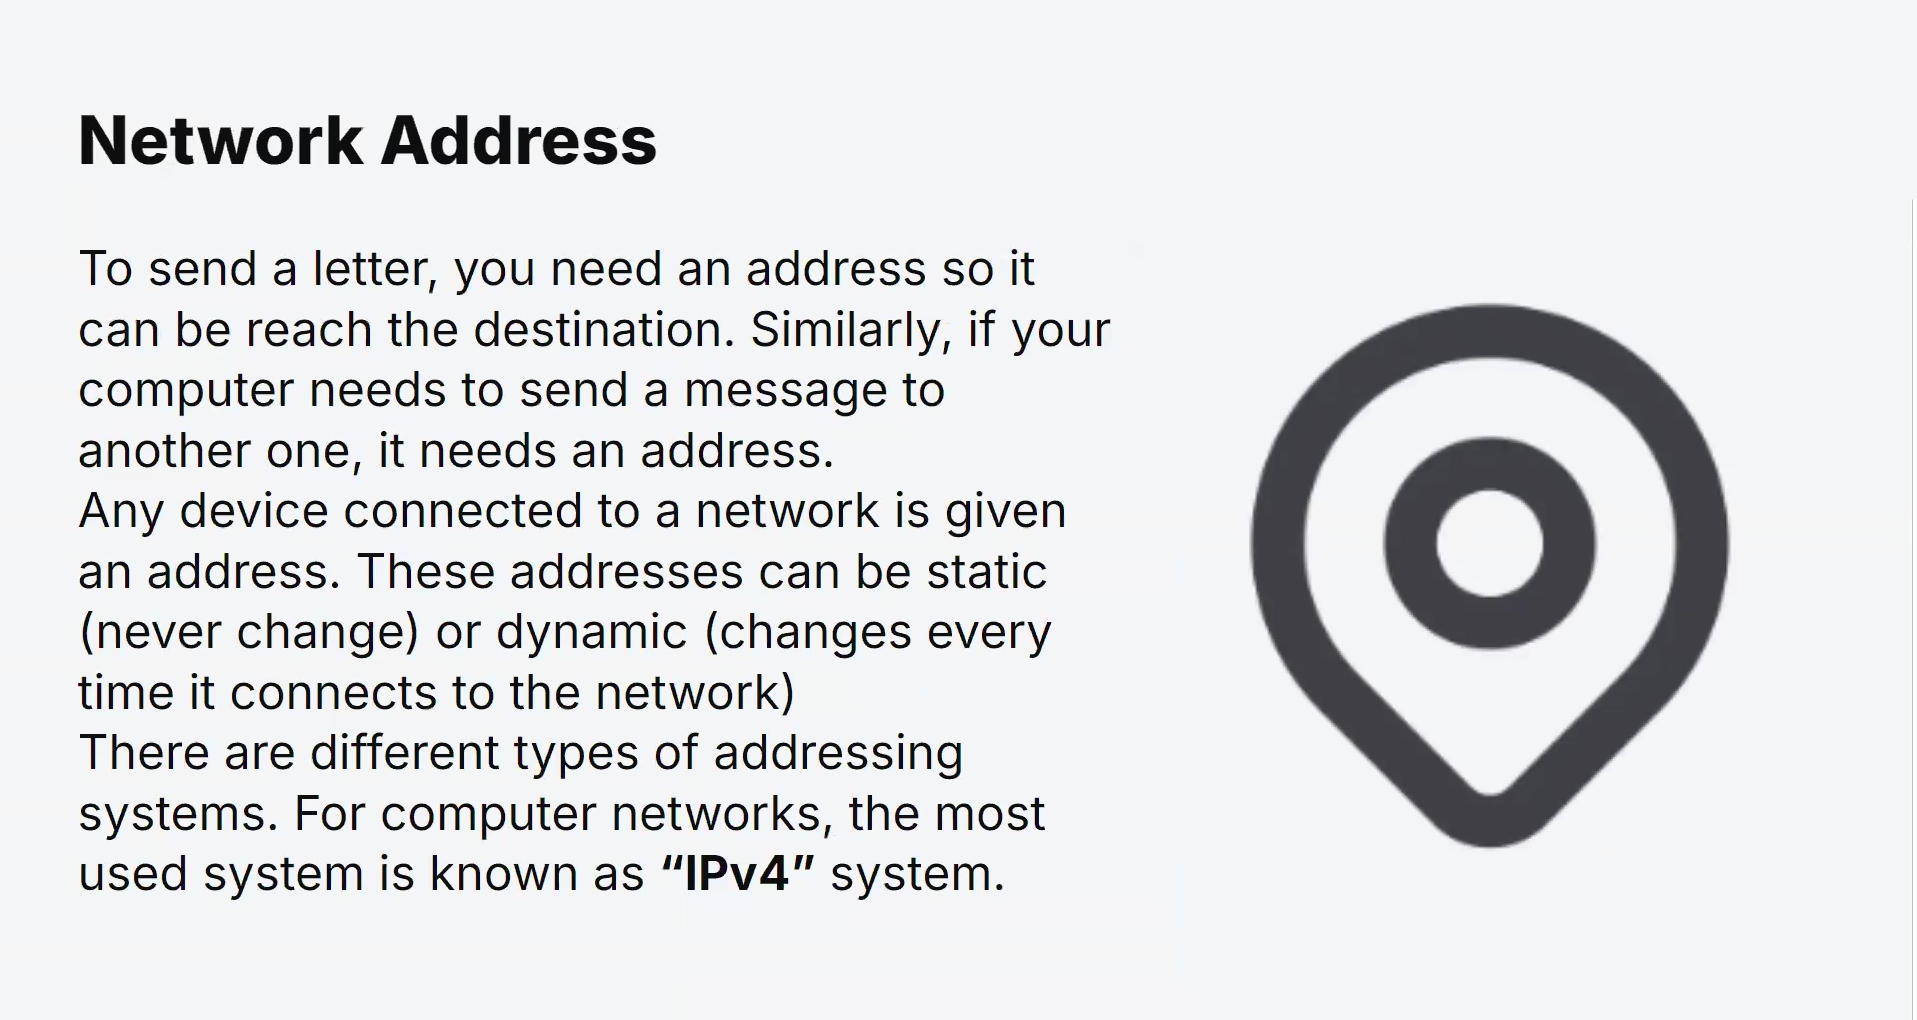 Network Address
To send a letter, you need an address so it
can be reach the destination. Similarly, if your
computer needs to send a message to
another one, it needs an address.
Any device connected to a network is given
an address. These addresses can be static
(never change) or dynamic (changes every
time it connects to the network)
There are different types of addressing
systems. For computer networks, the most
used system is known as “IPv4” system.